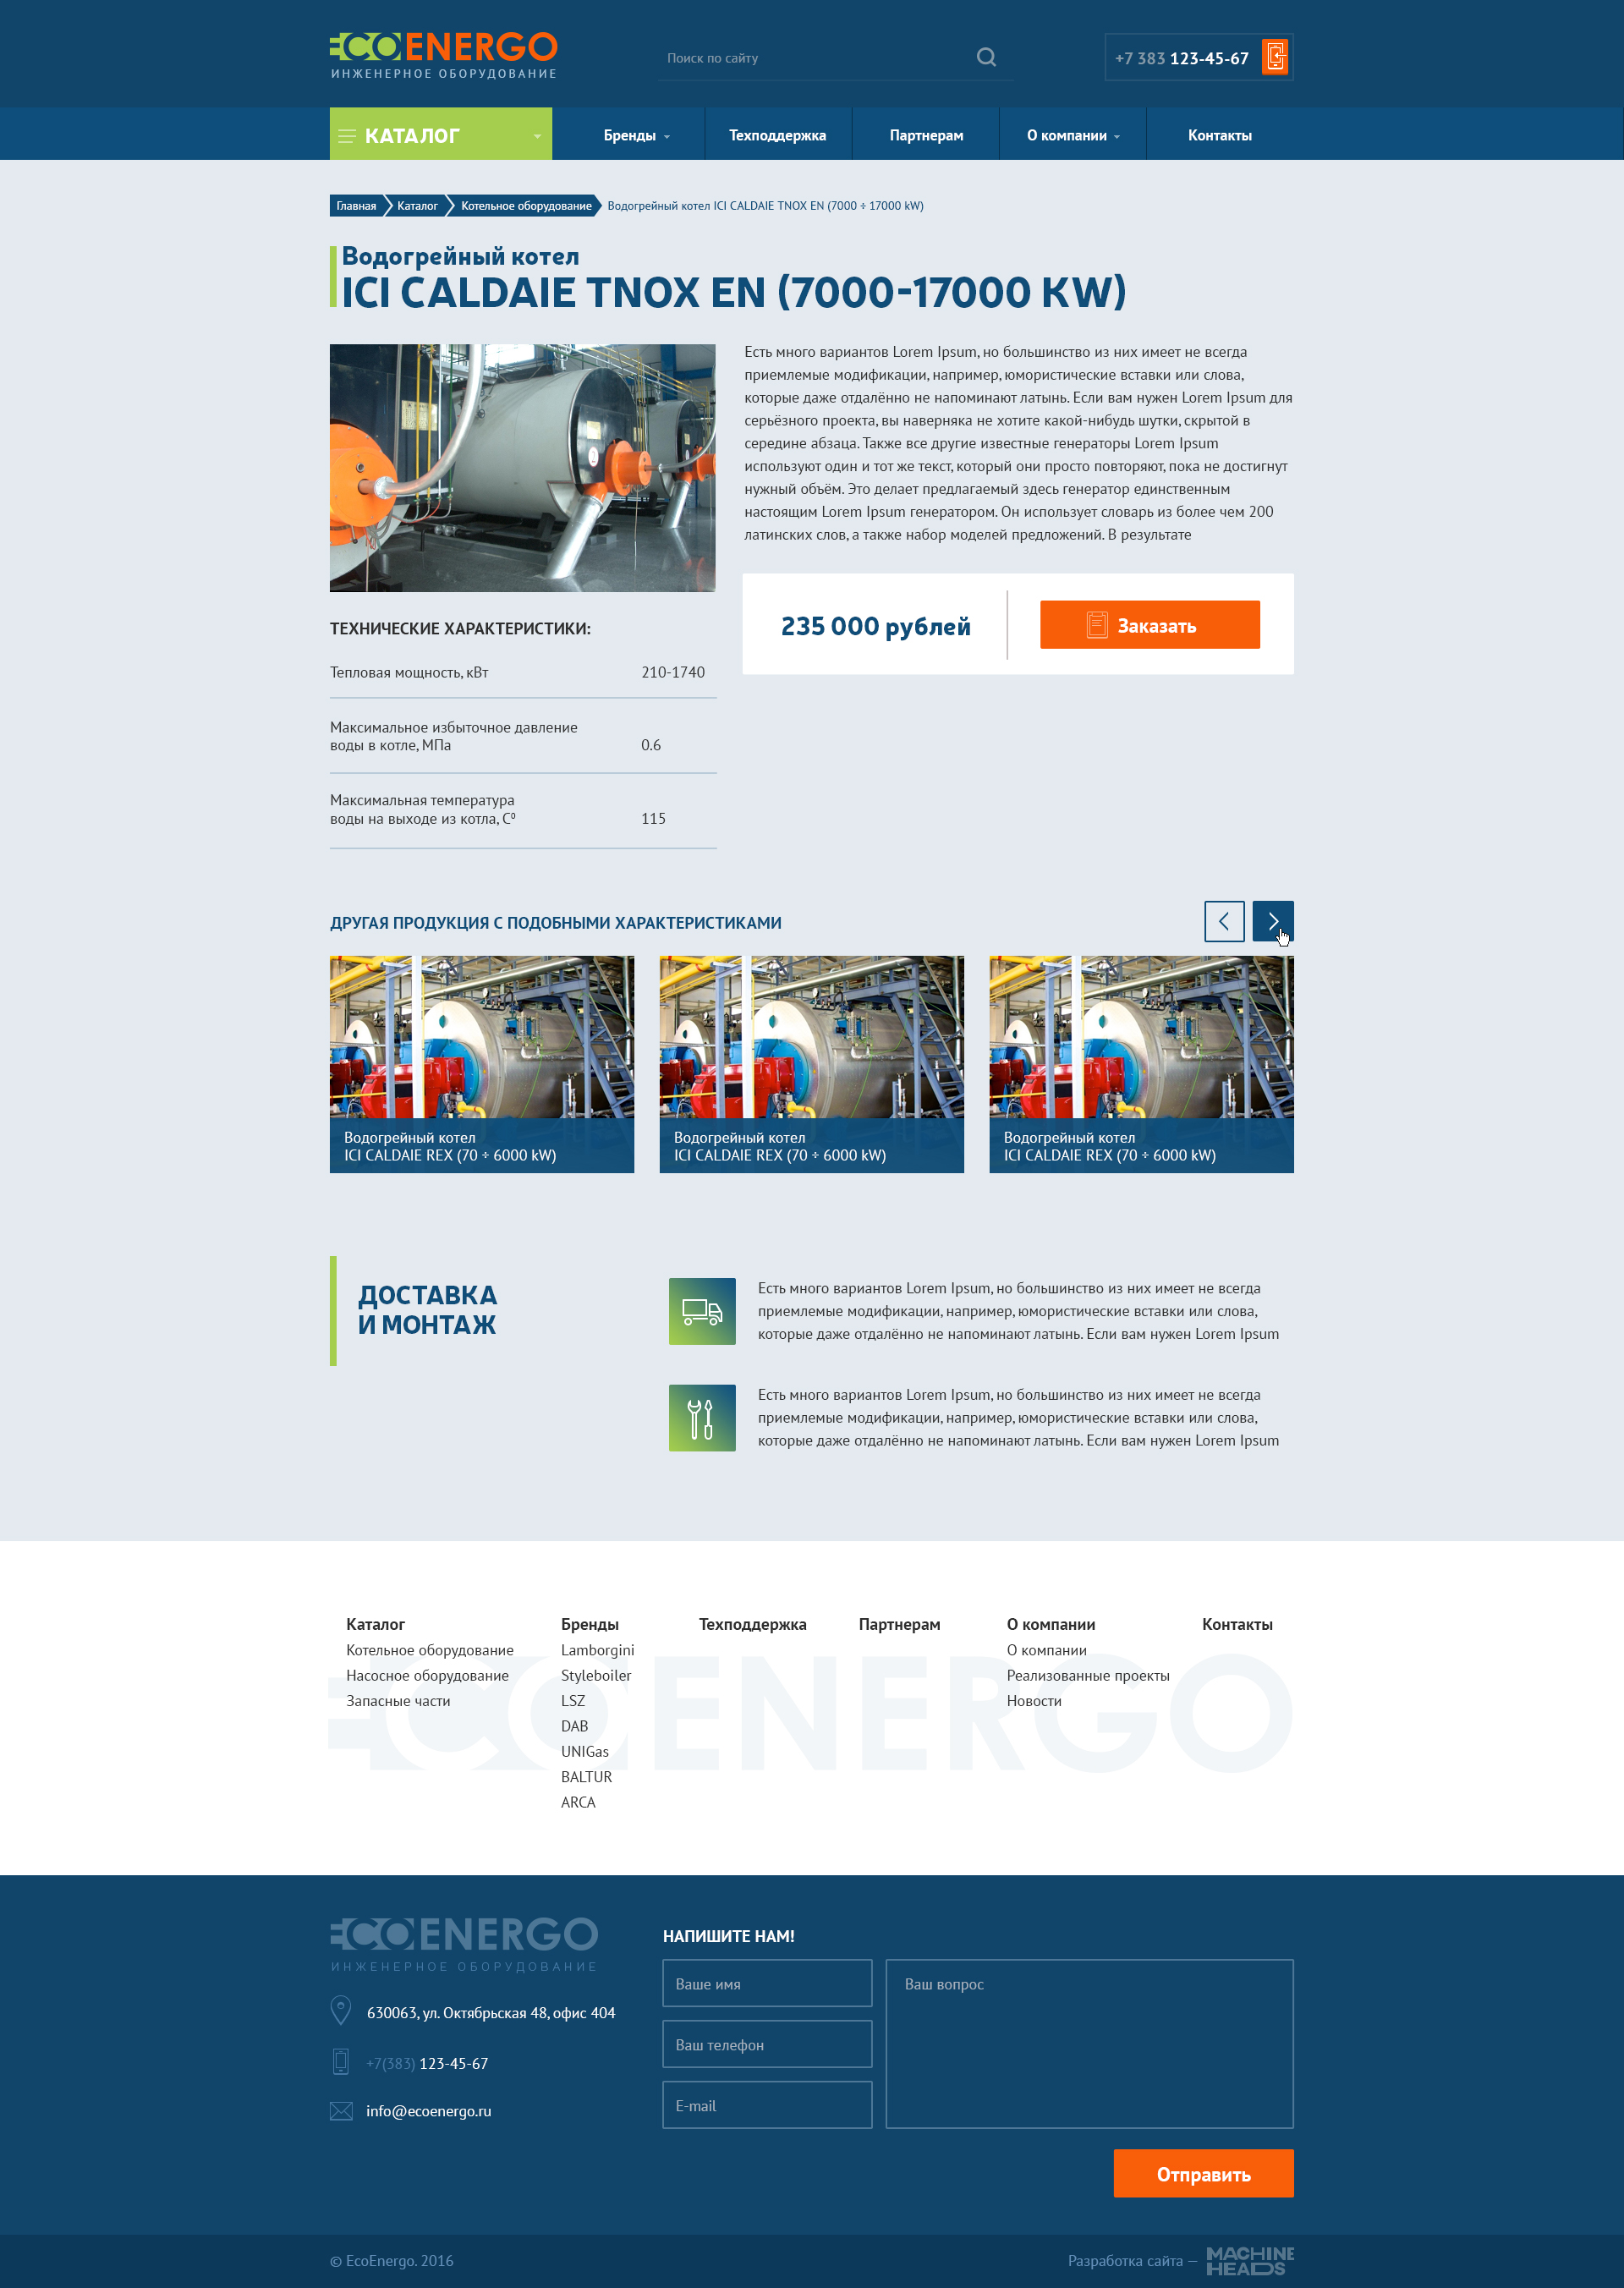 ECOENERGO
ИНЖЕНЕРНОЕ ОБОРУДОВАНИЕ
Поиск по сайту
+7 383 123-45-67
КАТАЛОГ
Бренды
Техподдержка
Партнерам
О компании
Контакты
Главная
Каталог
Котельное оборудование
Водогрейный котел ICI CALDAIE TNOX EN (7000 ÷ 17000 kW)
Водогрейный котел
ICI CALDAIE TNOX EN (7000-17000 KW)
Есть много вариантов Lorem Ipsum, но большинство из них имеет не всегда
приемлемые модификации, например, юмористические вставки или слова,
которые даже отдалённо не напоминают латынь. Если вам нужен Lorem Ipsum для
серьёзного проекта, вы наверняка не хотите какой-нибудь шутки, скрытой в
середине абзаца. Также все другие известные генераторы Lorem Ipsum
используют один и тот же текст, который они просто повторяют, пока не достигнут
нужный объём. Это делает предлагаемый здесь генератор единственным
настоящим Lorem Ipsum генератором. Он использует словарь из более чем 200
латинских слов, а также набор моделей предложений. В результате
235 000 рублей
Заказать
ТЕХНИЧЕСКИЕ ХАРАКТЕРИСТИКИ:
Тепловая мощность, кВт
210-1740
Максимальное избыточное давление
воды в котле, МПа
0.6
Максимальная температура
воды на выходе из котла, С⁰
115
ДРУГАЯ ПРОДУКЦИЯ С ПОДОБНЫМИ ХАРАКТЕРИСТИКАМИ
Водогрейный котел
ICI CALDAIE REX (70 ÷ 6000 kW)
Водогрейный котел
ICI CALDAIE REX (70 ÷ 6000 kW)
Водогрейный котел
ICI CALDAIE REX (70 ÷ 6000 kW)
ДОСТАВКА
И МОНТАЖ
Есть много вариантов Lorem Ipsum, но большинство из них имеет не всегда
приемлемые модификации, например, юмористические вставки или слова,
которые даже отдалённо не напоминают латынь. Если вам нужен Lorem Ipsum
Есть много вариантов Lorem Ipsum, но большинство из них имеет не всегда
приемлемые модификации, например, юмористические вставки или слова,
которые даже отдалённо не напоминают латынь. Если вам нужен Lorem Ipsum
Каталог
Котельное оборудование
Насосное оборудование
Запасные части
Бренды
Lamborgini
Styleboiler
LSZ
DAB
UNIGas
BALTUR
ARCA
Техподдержка
Партнерам
О компании
О компании
Реализованные проекты
Новости
Контакты
ECOENERGO
ECOENERGO
ИНЖЕНЕРНОЕ ОБОРУДОВАНИЕ
630063, ул. Октябрьская 48, офис 404
+7(383) 123-45-67
info@ecoenergo.ru
НАПИШИТЕ НАМ!
Ваше имя
Ваш телефон
E-mail
Ваш вопрос
Отправить
© EcoEnergo. 2016
Разработка сайта —
MACHINE
HEADS